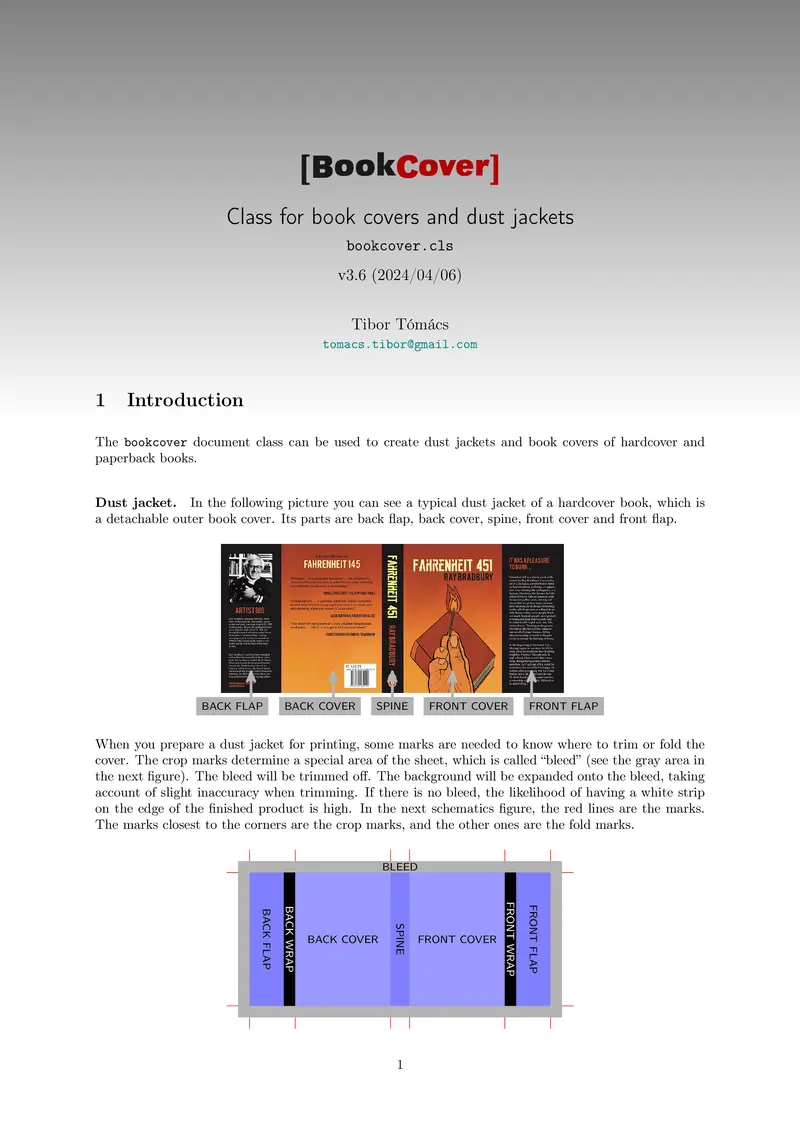 [BookCover]
Class for book covers and dust jackets
bookcover.cls
v3.6 (2024/04/06)
Tibor Tómács
tomacs.tibor@gmail.com
1 Introduction
The bookcover document class can be used to create dust jackets and book covers of hardcover and
paperback books.
Dust jacket. In the following picture you can see a typical dust jacket of a hardcover book, which is
a detachable outer book cover. Its parts are back flap, back cover, spine, front cover and front flap.
ARTIST BIO
FAHRENHEIT 145
FAHRENHEIT 451
RAY BRADBURY
FAHRENHEIT 451
RAY BRADBURY
IT WAS A PLEASURE
TO BURN...
BACK FLAP
BACK COVER
SPINE
FRONT COVER
FRONT FLAP
When you prepare a dust jacket for printing, some marks are needed to know where to trim or fold the
cover. The crop marks determine a special area of the sheet, which is called “bleed” (see the gray area in
the next figure). The bleed will be trimmed off. The background will be expanded onto the bleed, taking
account of slight inaccuracy when trimming. If there is no bleed, the likelihood of having a white strip
on the edge of the finished product is high. In the next schematics figure, the red lines are the marks.
The marks closest to the corners are the crop marks, and the other ones are the fold marks.
BLEED
BACK FLAP
BACK WRAP
BACK COVER
SPINE
FRONT COVER
FRONT WRAP
FRONT FLAP
1